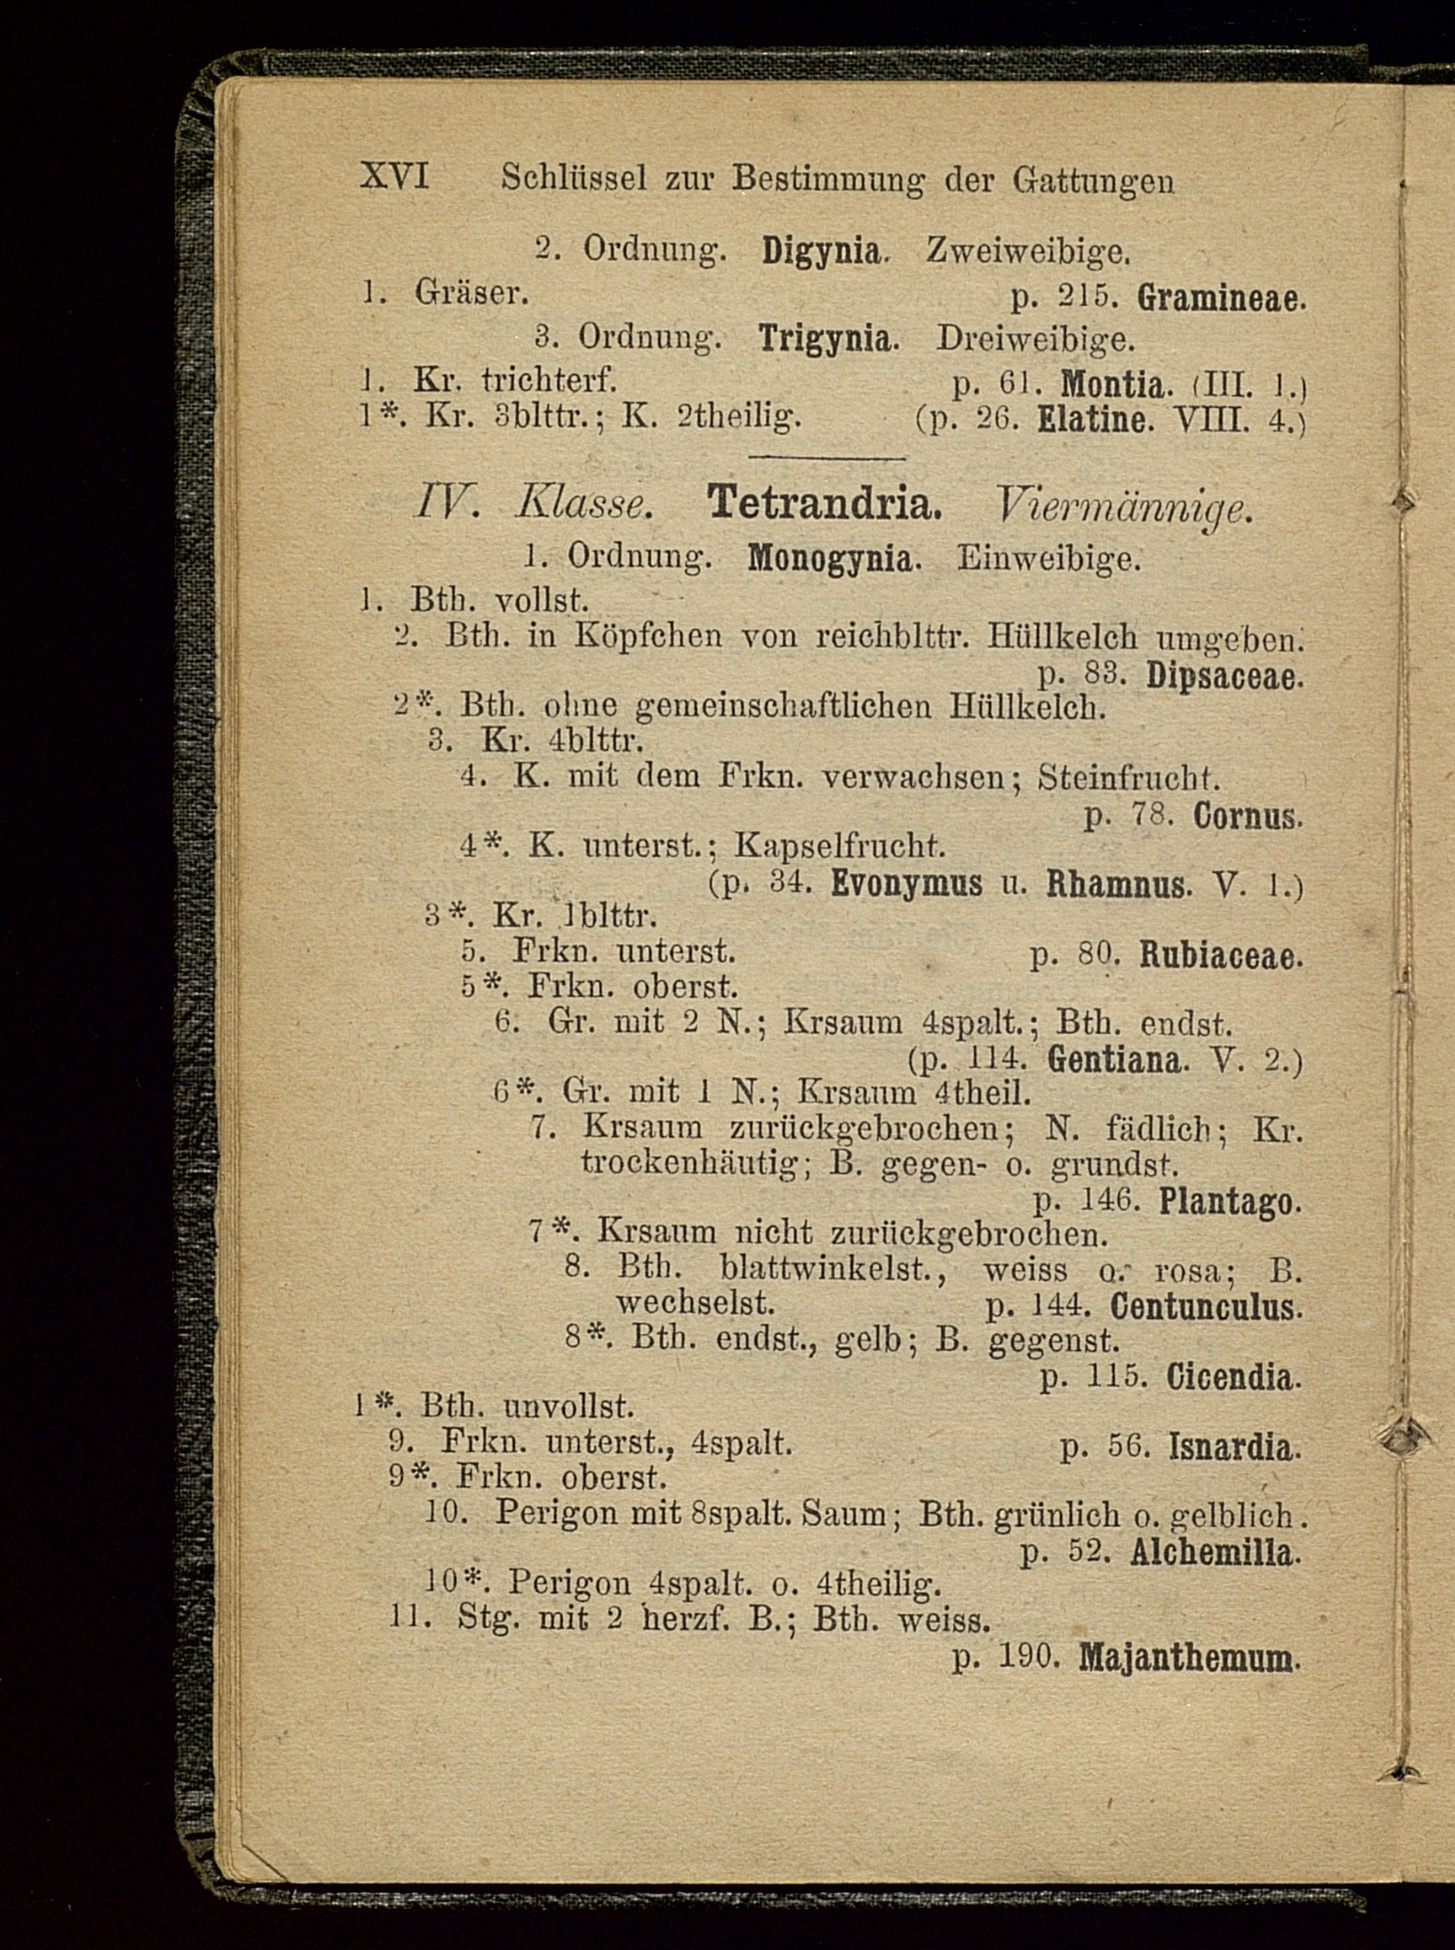 XVI Schlüssel zur Bestimmung der Gattungen
2. Ordnung. Digynia. Zweiweibige.
1. Gräser. p. 215. Gramineae.
3. Ordnung. Trigynia. Dreiweibige.
1. Kr. trichterf. p. 61. Montia. (III. 1.)
1*. Kr. 3blttr.; K. 2theilig. (p. 26. Elatine. VIII. 4.)
IV. Klasse. Tetrandria. Viermännige.
1. Ordnung. Monogynia. Einweibige.
1. Bth. vollst.
2. Bth. in Köpfchen von reichblttr. Hüllkelch umgeben.
p. 83. Dipsaceae.
2*. Bth. ohne gemeinschaftlichen Hüllkelch.
3. Kr. 4blttr.
4. K. mit dem Frkn. verwachsen; Steinfrucht.
p. 78. Cornus.
4*. K. unterst.; Kapselfrucht.
(p. 34. Evonymus u. Rhamnus. V. 1.)
3*. Kr. 1blttr.
5. Frkn. unterst. p. 80. Rubiaceae.
5*. Frkn. oberst.
6. Gr. mit 2 N.; Krsaum 4spalt.; Bth. endst.
(p. 114. Gentiana. V. 2.)
6*. Gr. mit 1 N.; Krsaum 4theil.
7. Krsaum zurückgebrochen; N. fädlich; Kr.
trockenhäutig; B. gegen- o. grundst.
p. 146. Plantago.
7*. Krsaum nicht zurückgebrochen.
8. Bth. blattwinkelst., weiss o. rosa; B.
wechselst. p. 144. Centunculus.
8*. Bth. endst., gelb; B. gegenst.
p. 115. Cicendia.
1*. Bth. unvollst.
9. Frkn. unterst., 4spalt. p. 56. Isnardia.
9*. Frkn. oberst.
10. Perigon mit 8spalt. Saum; Bth. grünlich o. gelblich.
p. 52. Alchemilla.
10*. Perigon 4spalt. o. 4theilig.
11. Stg. mit 2 herzf. B.; Bth. weiss.
p. 190. Majanthemum.